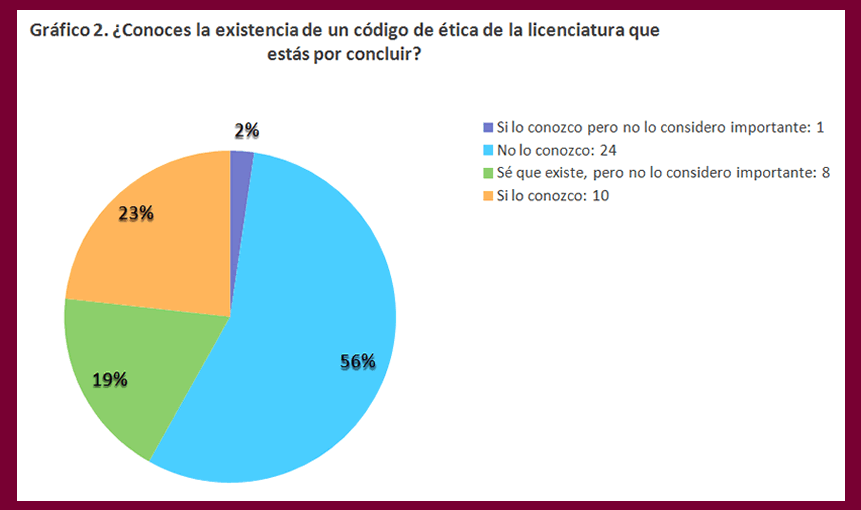 Gráfico 2. ¿Conoces la existencia de un código de ética de la licenciatura que
estás por concluir?
2%
23%
56%
19%
Si lo conozco pero no lo considero importante: 1
No lo conozco: 24
Sé que existe, pero no lo considero importante: 8
Si lo conozco: 10